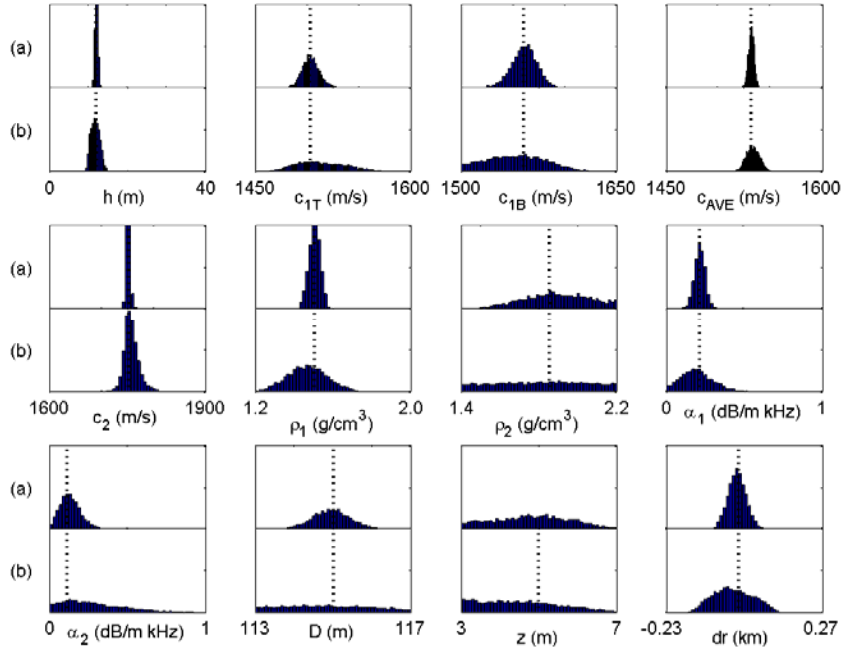 (a)
(b)
0 h (m) 40
1450 c1T (m/s) 1600
1500 c1B (m/s) 1650
1450 cAVE (m/s) 1600
(a)
(b)
1600 c2 (m/s) 1900
1.2 ρ1 (g/cm3) 2.0
1.4 ρ2 (g/cm3) 2.2
0 α1 (dB/m kHz) 1
(a)
(b)
0 α2 (dB/m kHz) 1
113 D (m) 117
3 z (m) 7
-0.23 dr (km) 0.27